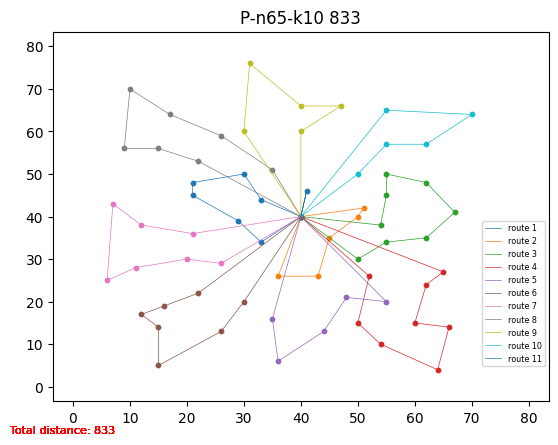 P-n65-k10 833
80
70
60
50
40
30
20
10
0
0 10 20 30 40 50 60 70 80
route 1
route 2
route 3
route 4
route 5
route 6
route 7
route 8
route 9
route 10
route 11
Total distance: 833